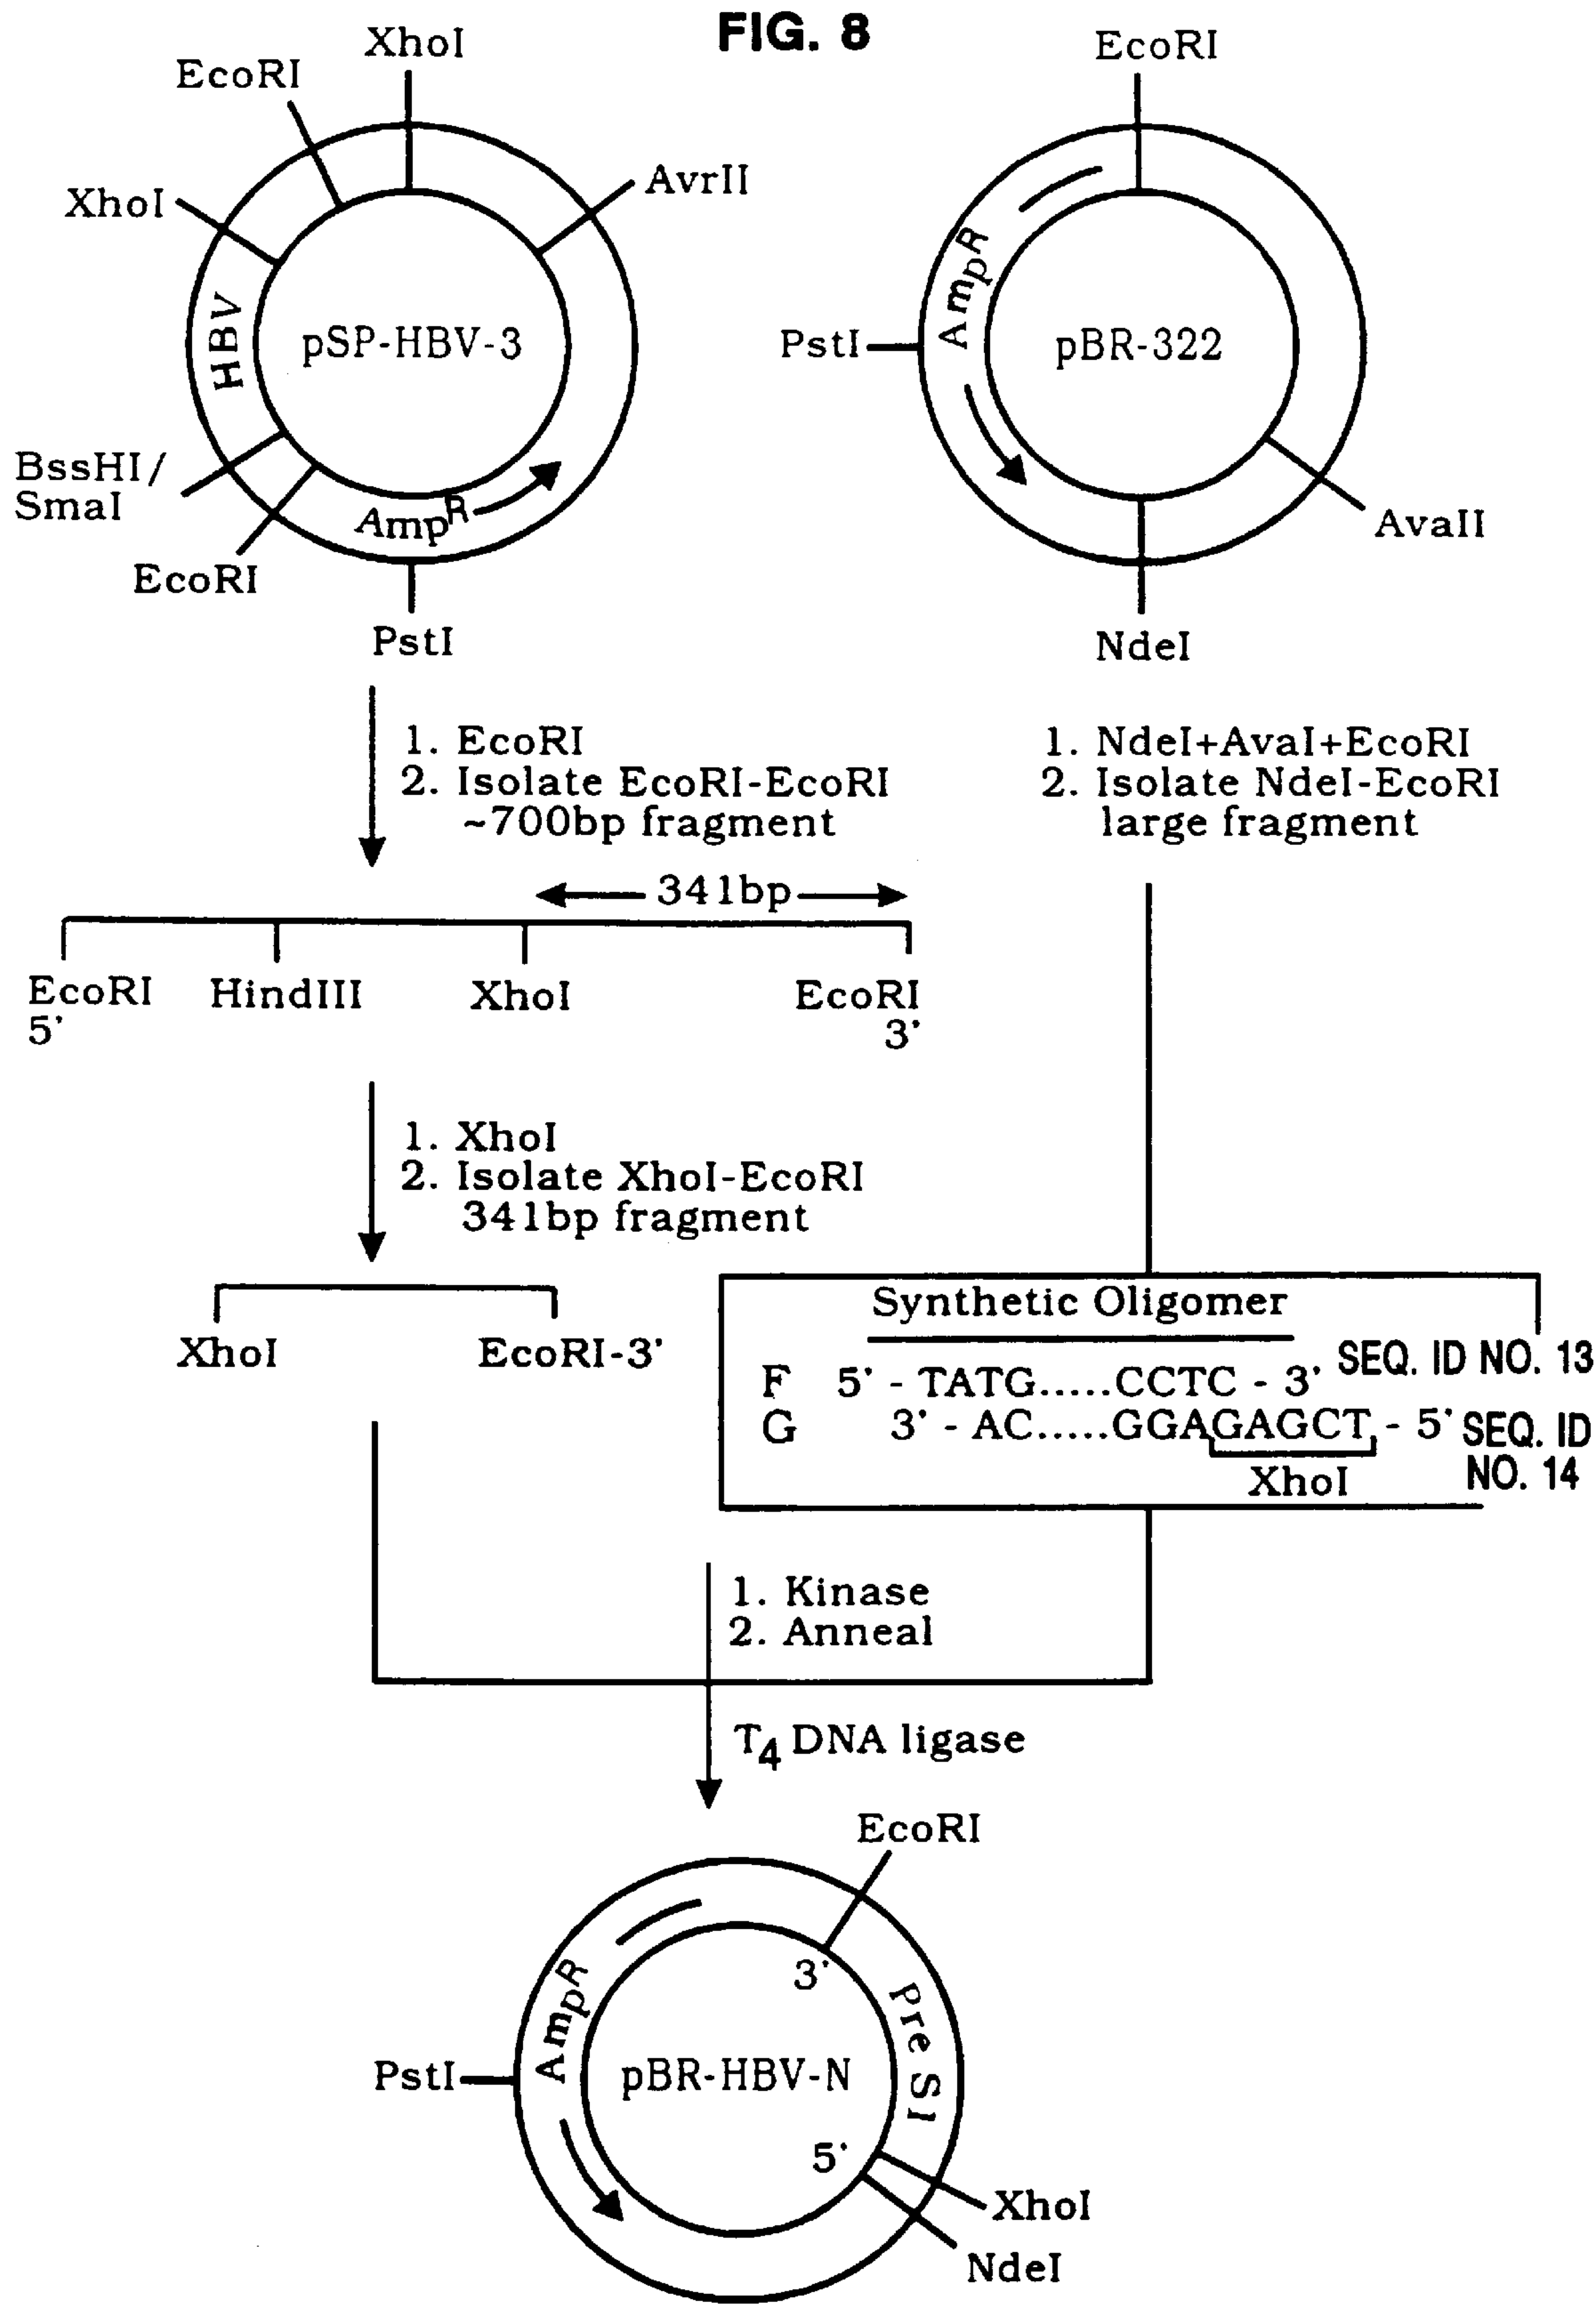 FIG. 8
XhoI
EcoRI
XhoI
AvrII
HBV
pSP-HBV-3
BssHI/
SmaI
EcoRI
AmpR
PstI
EcoRI
AmpR
PstI
pBR-322
AvaII
NdeI
1. EcoRI
2. Isolate EcoRI-EcoRI
~700bp fragment
1. NdeI+AvaI+EcoRI
2. Isolate NdeI-EcoRI
large fragment
341bp
EcoRI
5'
HindIII
XhoI
EcoRI
3'
1. XhoI
2. Isolate XhoI-EcoRI
341bp fragment
XhoI
EcoRI-3'
Synthetic Oligomer
F 5' - TATG.....CCTC - 3' SEQ. ID NO. 13
G 3' - AC.....GGAGAGCT - 5' SEQ. ID
NO. 14
XhoI
1. Kinase
2. Anneal
T4 DNA ligase
EcoRI
3'
AmpR
Pre SI
PstI
pBR-HBV-N
5'
XhoI
NdeI